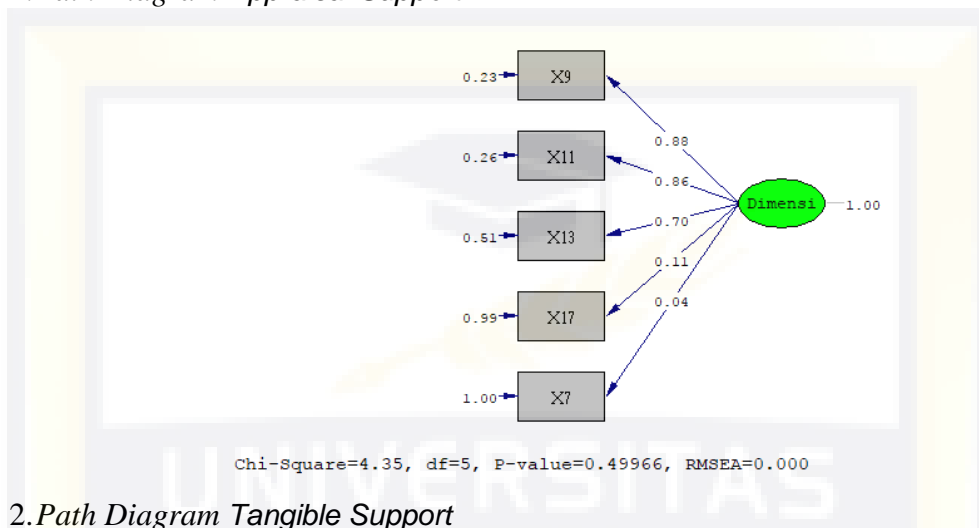 0.23 X9
0.88
0.26 X11
0.86
Dimensi 1.00
0.70
0.51 X13
0.11
0.99 X17
0.04
1.00 X7
Chi-Square=4.35, df=5, P-value=0.49966, RMSEA=0.000
UNIVERSITAS
2.Path Diagram Tangible Support